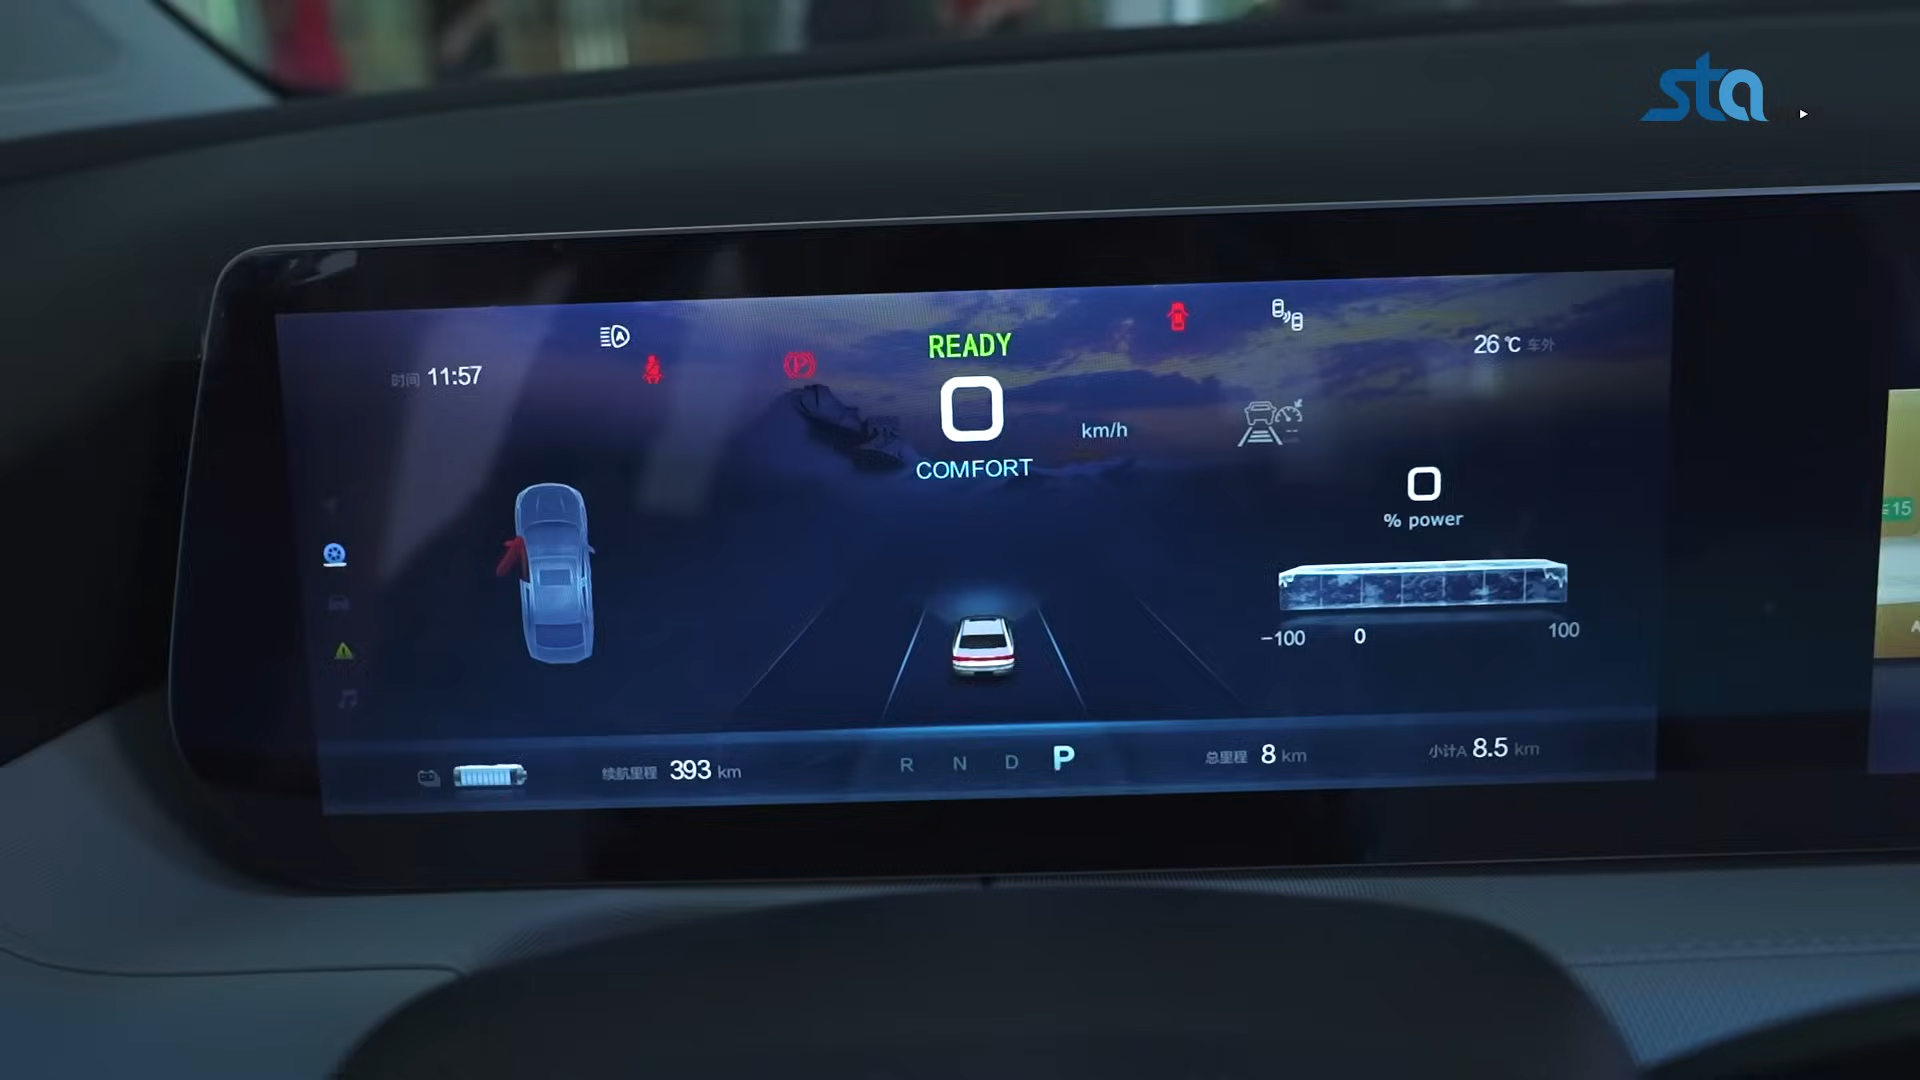 sta
READY
26℃ 车外
时间 11:57
0
km/h
COMFORT
0
% power
15
-100 0 100
续航里程 393 km
R N D P
总里程 8 km
小计A 8.5 km